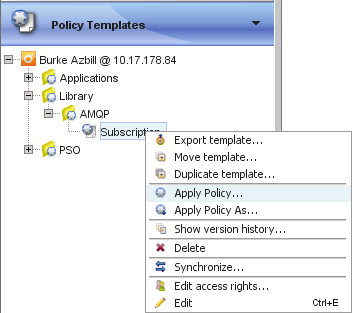 Policy Templates
Burke Azbill @ 10.17.178.84
Applications
Library
AMQP
Subscription
PSO
Export template...
Move template...
Duplicate template...
Apply Policy...
Apply Policy As...
Show version history...
Delete
Synchronize...
Edit access rights...
Edit Ctrl+E